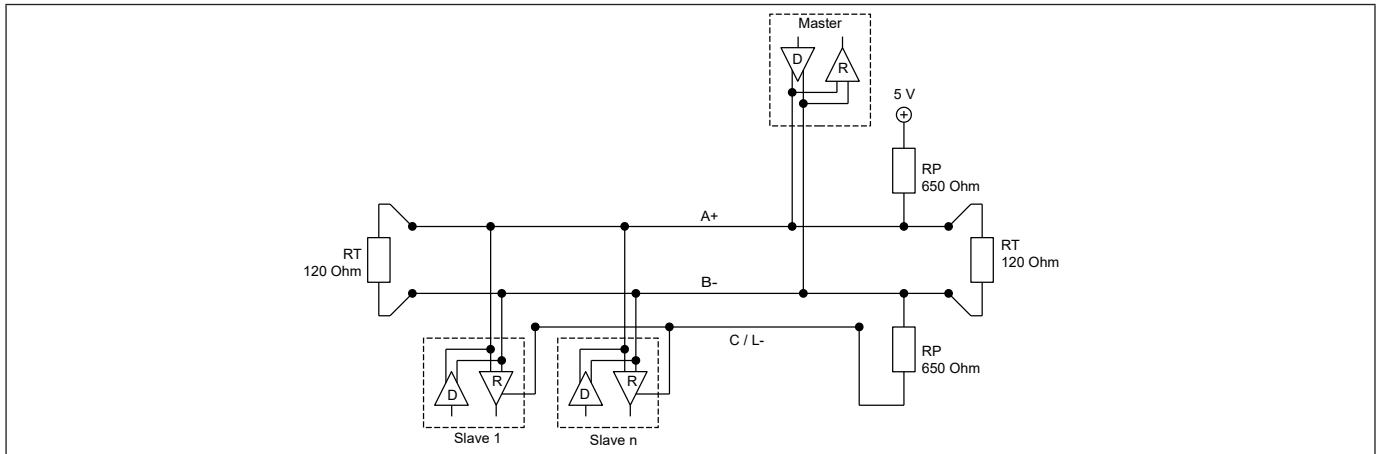 Master
D
R
5 V
RP
650 Ohm
A+
RT
120 Ohm
RT
120 Ohm
B-
C / L-
RP
650 Ohm
D
R
D
R
Slave 1
Slave n